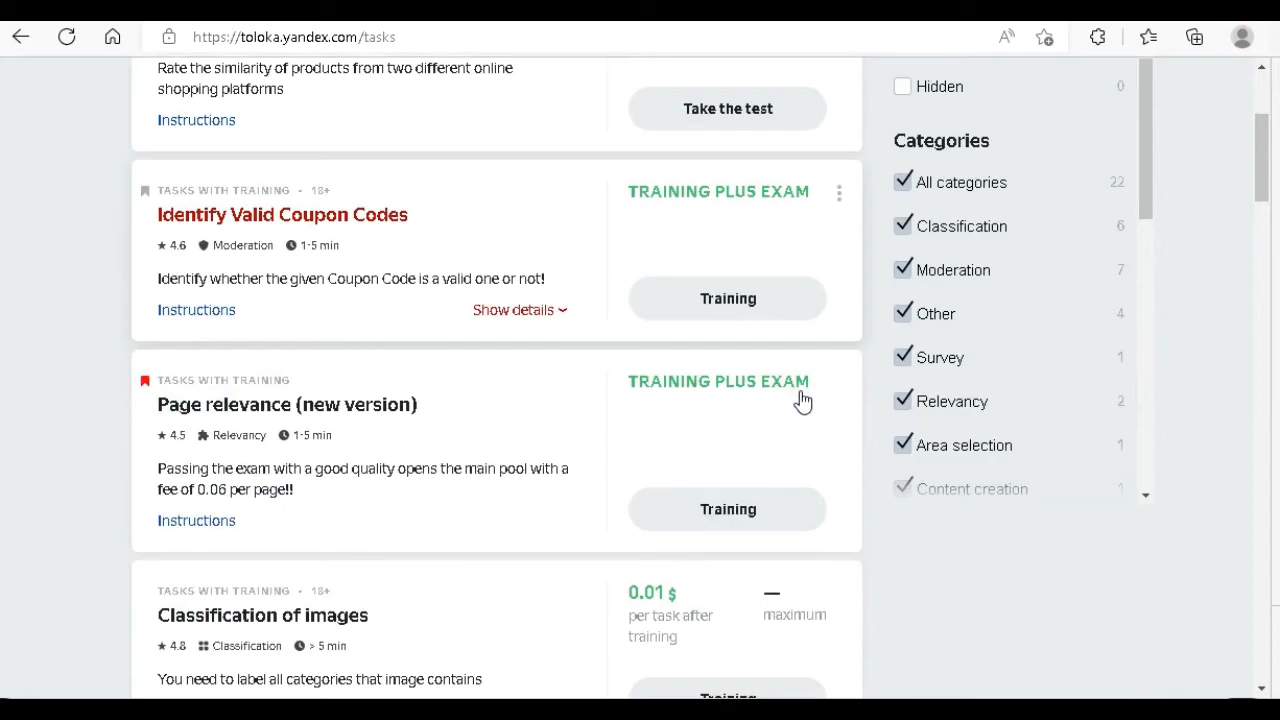 https://toloka.yandex.com/tasks
Rate the similarity of products from two different online
shopping platforms
Instructions
Take the test
TASKS WITH TRAINING • 18+
Identify Valid Coupon Codes
4.6 Moderation 1-5 min
Identify whether the given Coupon Code is a valid one or not!
Instructions
Show details
TRAINING PLUS EXAM
Training
TASKS WITH TRAINING
Page relevance (new version)
4.5 Relevancy 1-5 min
Passing the exam with a good quality opens the main pool with a
fee of 0.06 per page!!
Instructions
TRAINING PLUS EXAM
Training
TASKS WITH TRAINING • 18+
Classification of images
4.8 Classification > 5 min
You need to label all categories that image contains
0.01 $
per task after
training
—
maximum
Training
Hidden 0
Categories
All categories 22
Classification 6
Moderation 7
Other 4
Survey 1
Relevancy 2
Area selection 1
Content creation 1